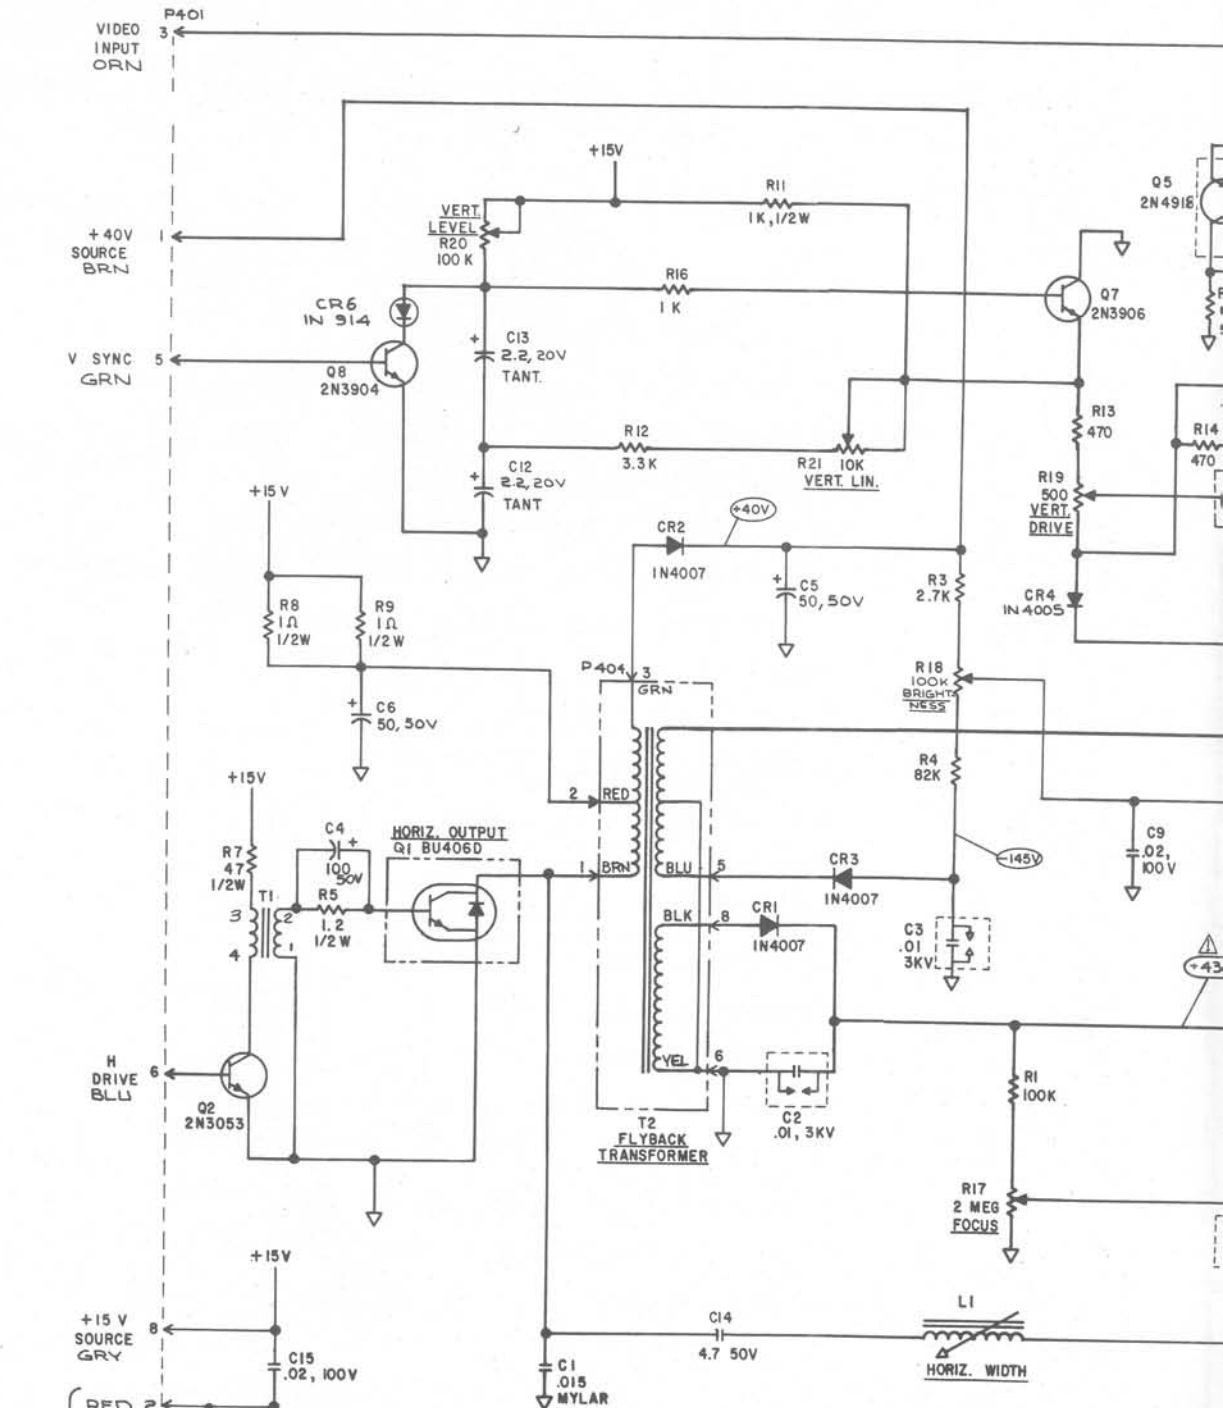 P401
VIDEO 3
INPUT
ORN
+15V
R11
1K,1/2W
Q5
2N4918
VERT.
LEVEL
R20
100 K
+40V 1
SOURCE
BRN
R16
1 K
Q7
2N3906
CR6
IN 914
C13
+
2.2, 20V
TANT.
V SYNC 5
GRN
Q8
2N3904
R13
470
R14
470
R12
3.3 K
R21 10K
VERT. LIN.
C12
+
2.2, 20V
TANT
R19
500
VERT.
DRIVE
+15 V
+40V
CR2
1N4007
+
C5
50, 50V
R3
2.7K
CR4
IN 4005
R8
1Ω
1/2W
R9
1Ω
1/2W
P404 3
GRN
R18
100K
BRIGHT
NESS
+
C6
50, 50V
R4
82K
+15V
2 RED
C4
+
100
50V
HORIZ. OUTPUT
Q1 BU406D
R7
47
1/2W
-145V
C9
.02,
100 V
1 BRN
BLU 5
CR3
1N4007
T1
3 2
4 1
R5
1.2
1/2 W
BLK 8
CR1
1N4007
C3
.01
3KV
+43
YEL 6
H
DRIVE 6
BLU
Q2
2N3053
R1
100K
C2
.01, 3KV
T2
FLYBACK
TRANSFORMER
R17
2 MEG
FOCUS
+15V
+15 V
SOURCE 8
GRY
C15
.02, 100V
C14
4.7 50V
L1
HORIZ. WIDTH
C1
.015
MYLAR
RED 2